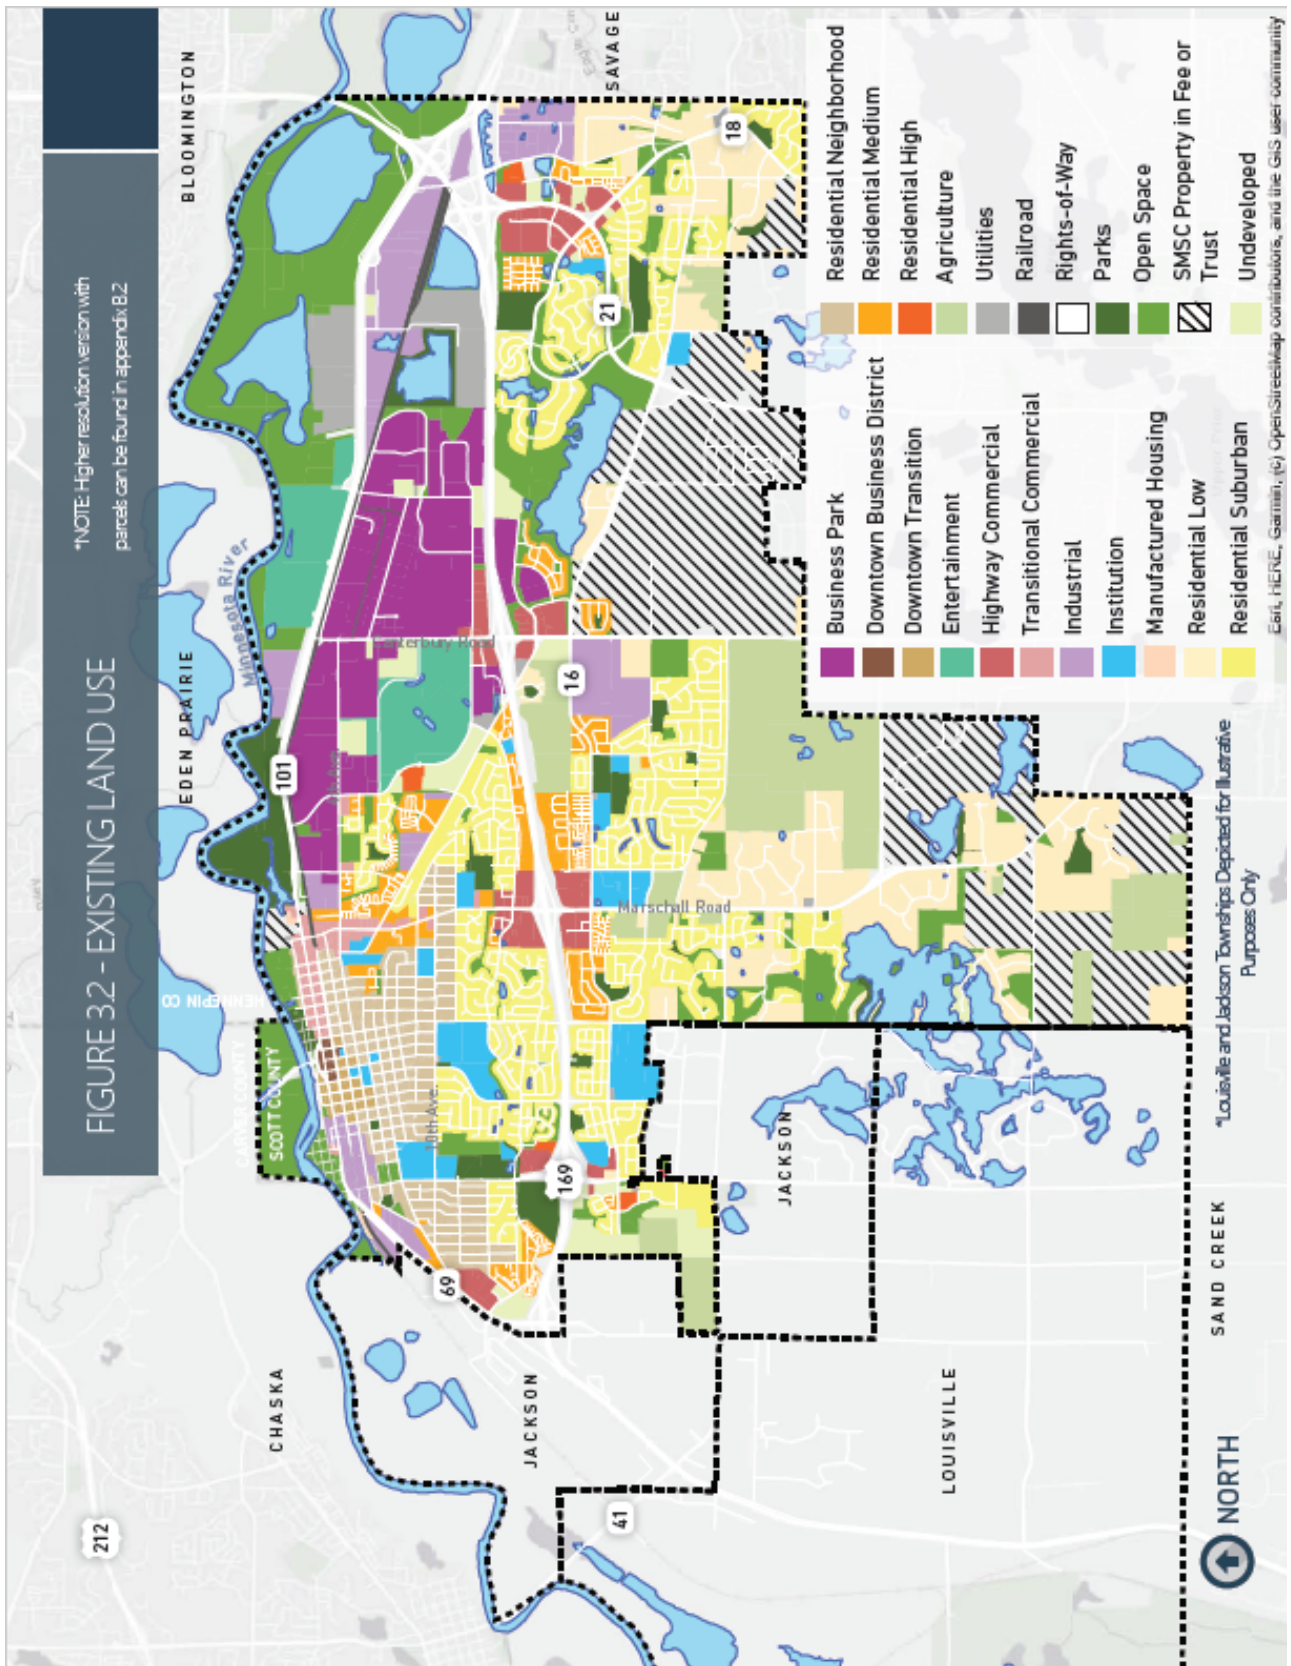 FIGURE 3.2 - EXISTING LAND USE
*NOTE: Higher resolution version with
parcels can be found in appendix B.2
212
CHASKA
EDEN PRAIRIE
BLOOMINGTON
Minnesota River
CARVER COUNTY
SCOTT COUNTY
HENNEPIN CO
101
4th Ave.
Canterbury Road
10th Ave.
69
169
16
21
18
SAVAGE
Marschall Road
JACKSON
41
JACKSON
LOUISVILLE
SAND CREEK
NORTH
*Louisville and Jackson Townships Depicted for Illustrative
Purposes Only
Business Park
Downtown Business District
Downtown Transition
Entertainment
Highway Commercial
Transitional Commercial
Industrial
Institution
Manufactured Housing
Residential Low
Residential Suburban
Residential Neighborhood
Residential Medium
Residential High
Agriculture
Utilities
Railroad
Rights-of-Way
Parks
Open Space
SMSC Property in Fee or
Trust
Undeveloped
Esri, HERE, Garmin, (c) OpenStreetMap contributors, and the GIS user community